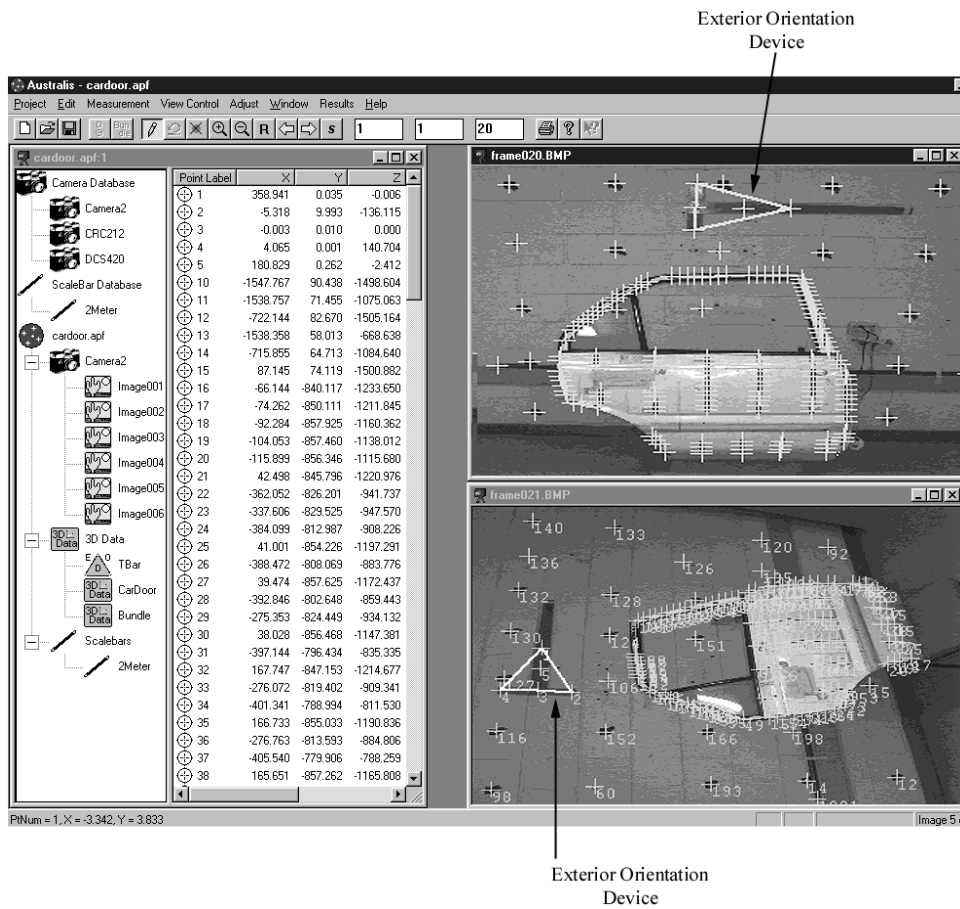 Exterior Orientation
Device
Australis - cardoor.apf
Project Edit Measurement View Control Adjust Window Results Help
R S 1 1 20
cardoor.apf:1
Camera Database
Camera2
CRC212
DCS420
ScaleBar Database
2Meter
cardoor.apf
Camera2
Image001
Image002
Image003
Image004
Image005
Image006
3D Data 3D Data
E O D TBar
3D Data CarDoor
3D Data Bundle
Scalebars
2Meter
Point Label X Y Z
1 358.941 0.035 -0.006
2 -5.318 9.993 -136.115
3 -0.003 0.010 0.000
4 4.065 0.001 140.704
5 180.829 0.262 -2.412
10 -1547.767 90.438 -1498.604
11 -1538.757 71.455 -1075.063
12 -722.144 82.670 -1505.164
13 -1538.358 58.013 -668.638
14 -715.855 64.713 -1084.640
15 87.145 74.119 -1500.882
16 -66.144 -840.117 -1233.650
17 -74.262 -850.111 -1211.845
18 -92.284 -857.925 -1160.362
19 -104.053 -857.460 -1138.012
20 -115.899 -856.346 -1115.680
21 42.498 -845.796 -1220.976
22 -362.052 -826.201 -941.737
23 -337.606 -829.525 -947.570
24 -384.099 -812.987 -908.226
25 41.001 -854.226 -1197.291
26 -388.472 -808.069 -883.776
27 39.474 -857.625 -1172.437
28 -392.846 -802.648 -859.443
29 -275.353 -824.449 -934.132
30 38.028 -856.468 -1147.381
31 -397.144 -796.434 -835.335
32 167.747 -847.153 -1214.677
33 -276.072 -819.402 -909.341
34 -401.341 -788.994 -811.530
35 166.733 -855.033 -1190.836
36 -276.763 -813.593 -884.806
37 -405.540 -779.906 -788.259
38 165.651 -857.262 -1165.808
frame020.BMP
frame021.BMP
140
133
120
92
136
126
132
128
130
124
151
5
127
4
3
2
106
116
152
166
198
98
60
193
14
12
PtNum = 1, X = -3.342, Y = 3.833
Image 5
Exterior Orientation
Device